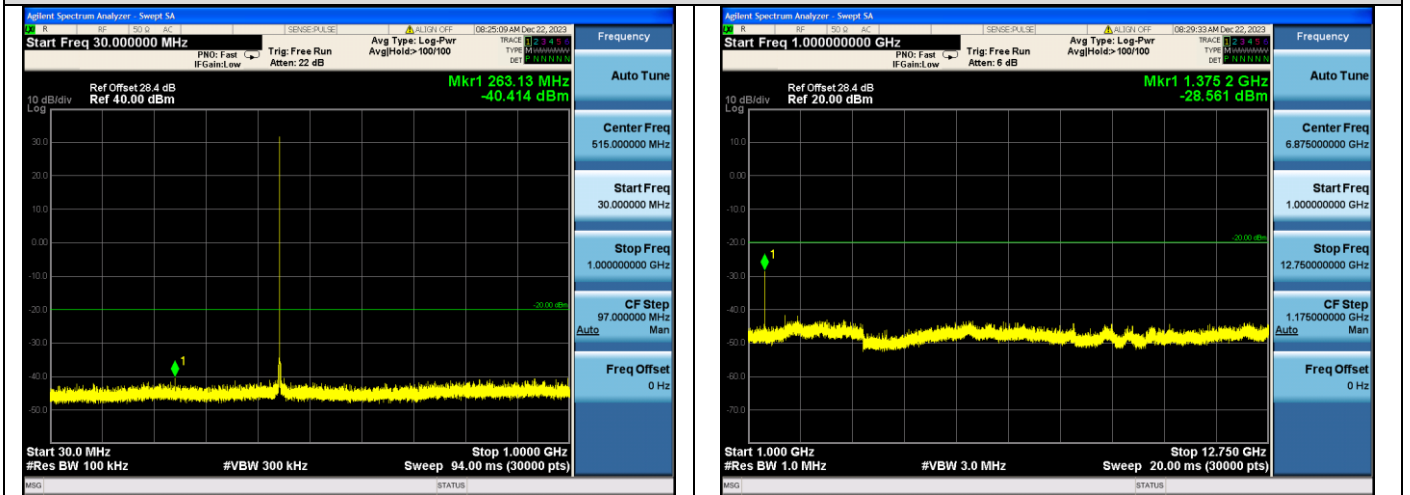 Agilent Spectrum Analyzer - Swept SA
R RF 50 Ω AC SENSE:PULSE ALIGN OFF 08:25:09 AM Dec 22, 2023
Start Freq 30.000000 MHz
PNO: Fast
IFGain:Low
Trig: Free Run
Atten: 22 dB
Avg Type: Log-Pwr
Avg|Hold:>100/100
TRACE 1 2 3 4 5 6
TYPE M
DET P N N N N N
Ref Offset 28.4 dB
Ref 40.00 dBm
10 dB/div
Log
Mkr1 263.13 MHz
-40.414 dBm
30.0
20.0
10.0
0.00
-10.0
-20.0
-30.0
-40.0
-50.0
-20.00 dBm
1
Start 30.0 MHz
Stop 1.0000 GHz
#Res BW 100 kHz
#VBW 300 kHz
Sweep 94.00 ms (30000 pts)
MSG
STATUS
Frequency
Auto Tune
Center Freq
515.000000 MHz
Start Freq
30.000000 MHz
Stop Freq
1.000000000 GHz
CF Step
97.000000 MHz
Auto Man
Freq Offset
0 Hz
Agilent Spectrum Analyzer - Swept SA
R RF 50 Ω AC SENSE:PULSE ALIGN OFF 08:29:33 AM Dec 22, 2023
Start Freq 1.000000000 GHz
PNO: Fast
IFGain:Low
Trig: Free Run
Atten: 6 dB
Avg Type: Log-Pwr
Avg|Hold:>100/100
TRACE 1 2 3 4 5 6
TYPE M
DET P N N N N N
Ref Offset 28.4 dB
Ref 20.00 dBm
10 dB/div
Log
Mkr1 1.375 2 GHz
-28.561 dBm
10.0
0.00
-10.0
-20.0
-30.0
-40.0
-50.0
-60.0
-70.0
-20.00 dBm
1
Start 1.000 GHz
Stop 12.750 GHz
#Res BW 1.0 MHz
#VBW 3.0 MHz
Sweep 20.00 ms (30000 pts)
MSG
STATUS
Frequency
Auto Tune
Center Freq
6.875000000 GHz
Start Freq
1.000000000 GHz
Stop Freq
12.750000000 GHz
CF Step
1.175000000 GHz
Auto Man
Freq Offset
0 Hz